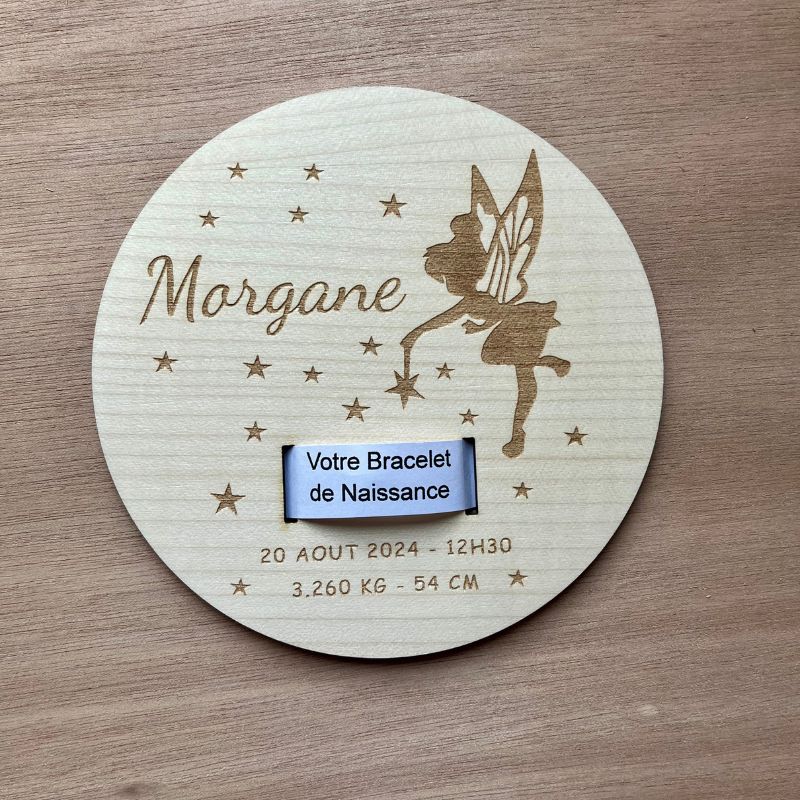 Morgane
Votre Bracelet
de Naissance
20 AOUT 2024 - 12H30
3.260 KG - 54 CM